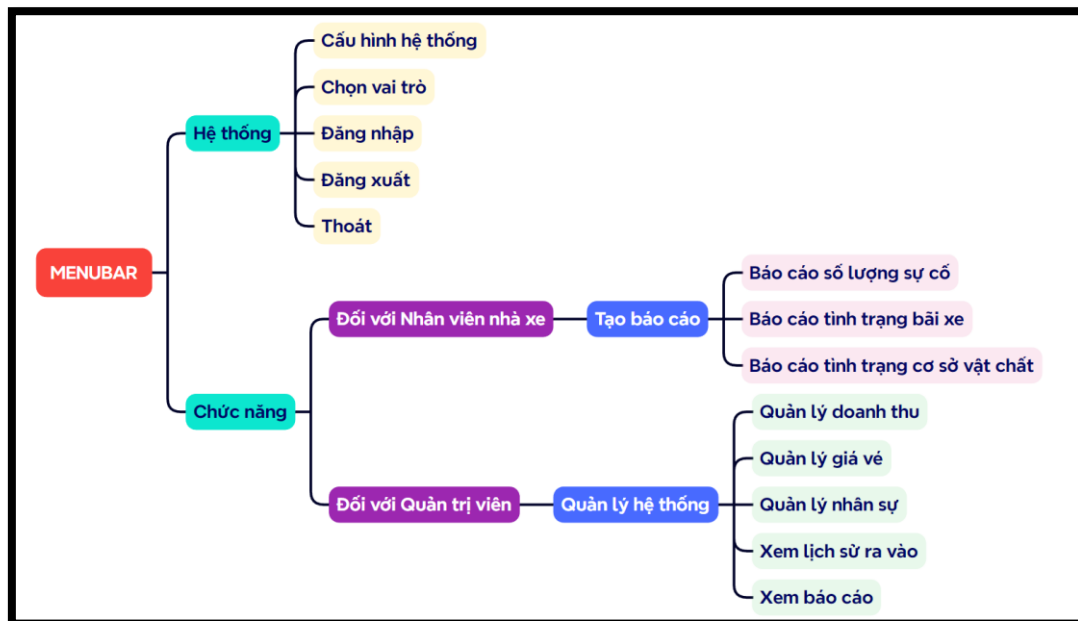 MENUBAR
Hệ thống
Cấu hình hệ thống
Chọn vai trò
Đăng nhập
Đăng xuất
Thoát
Chức năng
Đối với Nhân viên nhà xe
Tạo báo cáo
Báo cáo số lượng sự cố
Báo cáo tình trạng bãi xe
Báo cáo tình trạng cơ sở vật chất
Đối với Quản trị viên
Quản lý hệ thống
Quản lý doanh thu
Quản lý giá vé
Quản lý nhân sự
Xem lịch sử ra vào
Xem báo cáo